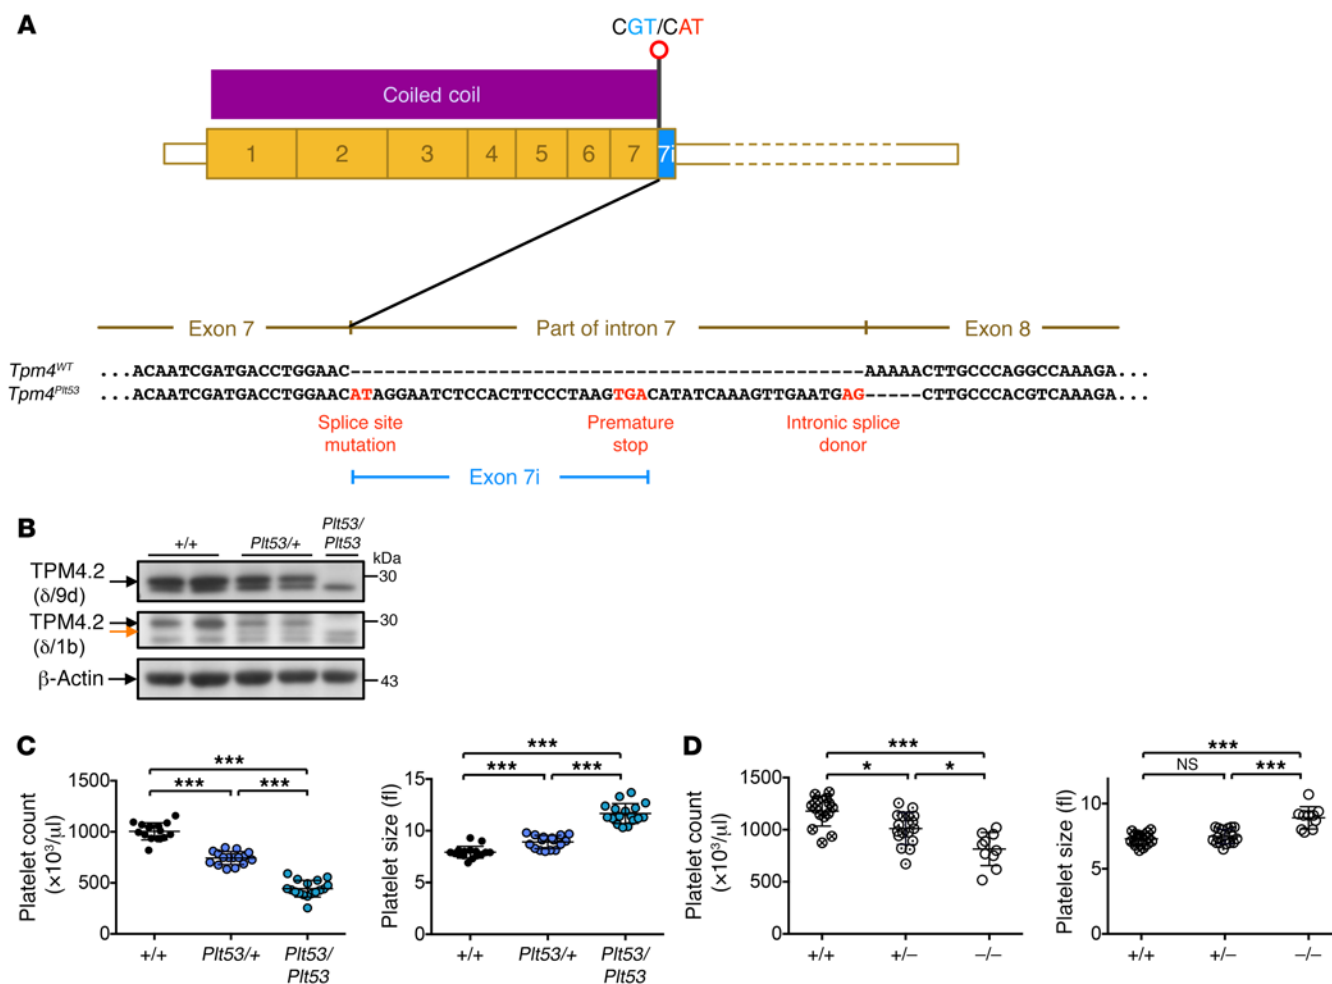 A
CGT/CAT
Coiled coil
1 2 3 4 5 6 7 7i
Exon 7 Part of intron 7 Exon 8
Tpm4WT ...ACAATCGATGACCTGGAAC---------------------------------------------AAAAACTTGCCCAGGCCAAAGA...
Tpm4Plt53 ...ACAATCGATGACCTGGAACATAGGAATCTCCACTTCCCTAAGTGACATATCAAAGTTGAATGAG-----CTTGCCCACGTCAAAGA...
Splice site mutation
Premature stop
Intronic splice donor
Exon 7i
B
+/+ Plt53/+ Plt53/Plt53
kDa
TPM4.2 (δ/9d) 30
TPM4.2 (δ/1b) 30
β-Actin 43
C
Platelet count (×10³/µl)
1500
1000
500
0
*** *** ***
+/+ Plt53/+ Plt53/Plt53
Platelet size (fl)
15
10
5
0
*** *** ***
+/+ Plt53/+ Plt53/Plt53
D
Platelet count (×10³/µl)
1500
1000
500
0
*** * *
+/+ +/– –/–
Platelet size (fl)
10
5
0
*** NS ***
+/+ +/– –/–